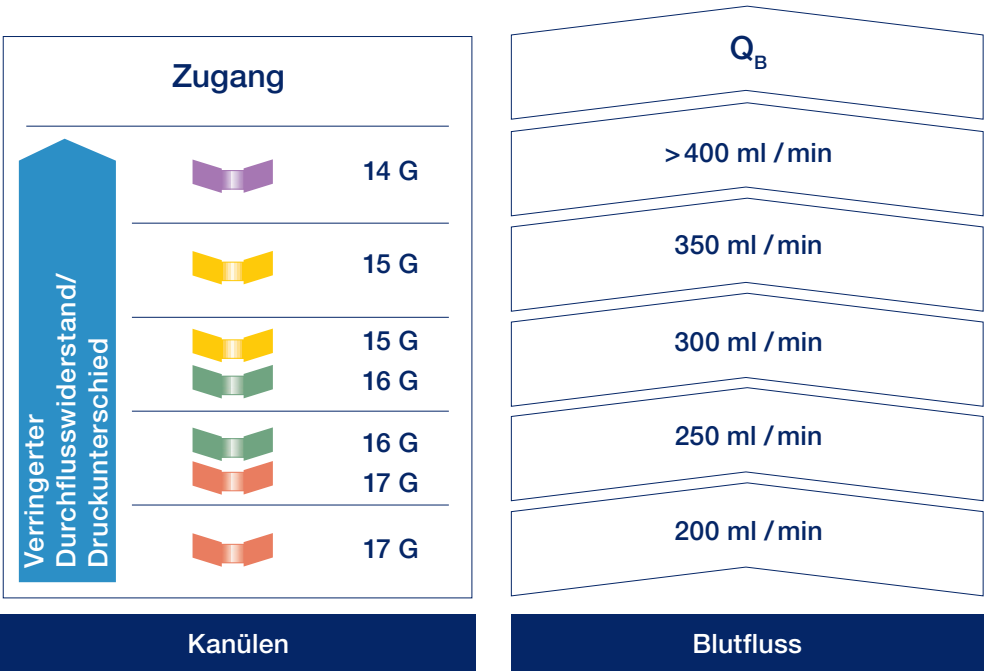 Zugang
Verringerter
Durchflusswiderstand/
Druckunterschied
14 G
15 G
15 G
16 G
16 G
17 G
17 G
Kanülen
QB
>400 ml/min
350 ml/min
300 ml/min
250 ml/min
200 ml/min
Blutfluss